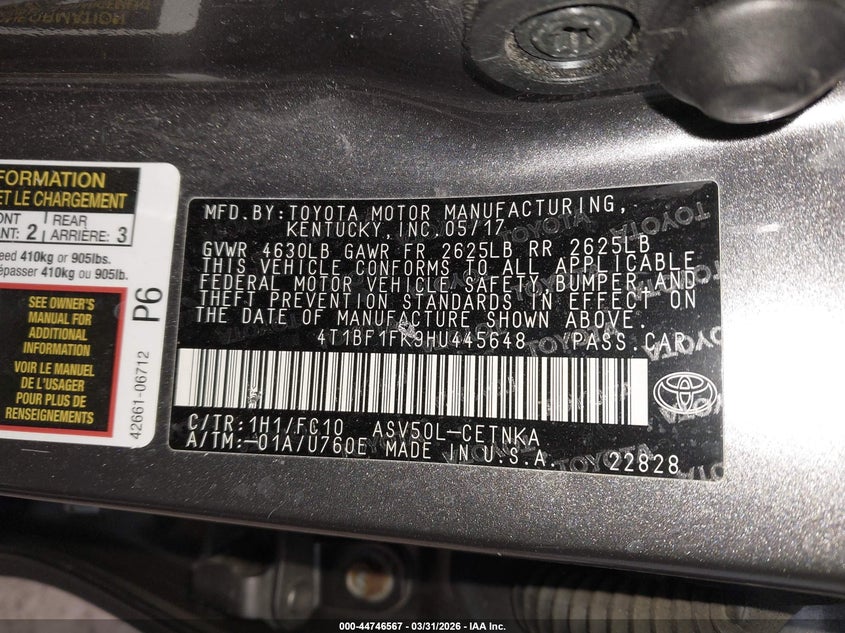 FORMATION
ET LE CHARGEMENT
2 REAR
ARRIÈRE: 3
410kg or 905lbs.
410kg ou 905lb.
SEE OWNER'S
MANUAL FOR
ADDITIONAL
INFORMATION
VOIR LE MANUEL
DE L'USAGER
POUR PLUS DE
RENSEIGNEMENTS
P6
42661-06712
MFD.BY:TOYOTA MOTOR MANUFACTURING,
KENTUCKY,INC.05/17
GVWR 4630LB GAWR FR 2625LB RR 2625LB
THIS VEHICLE CONFORMS TO ALL APPLICABLE
FEDERAL MOTOR VEHICLE SAFETY, BUMPER AND
THEFT PREVENTION STANDARDS IN EFFECT ON
THE DATE OF MANUFACTURE SHOWN ABOVE.
4T1BF1FK9HU445648 PASS.CAR
C/TR:1H1/FC10 ASV50L-CETNKA
A/TM:-01A/U760E MADE IN U.S.A. 22828
TOYOTA
000-44746567 — 03/31/2026 — IAA Inc.